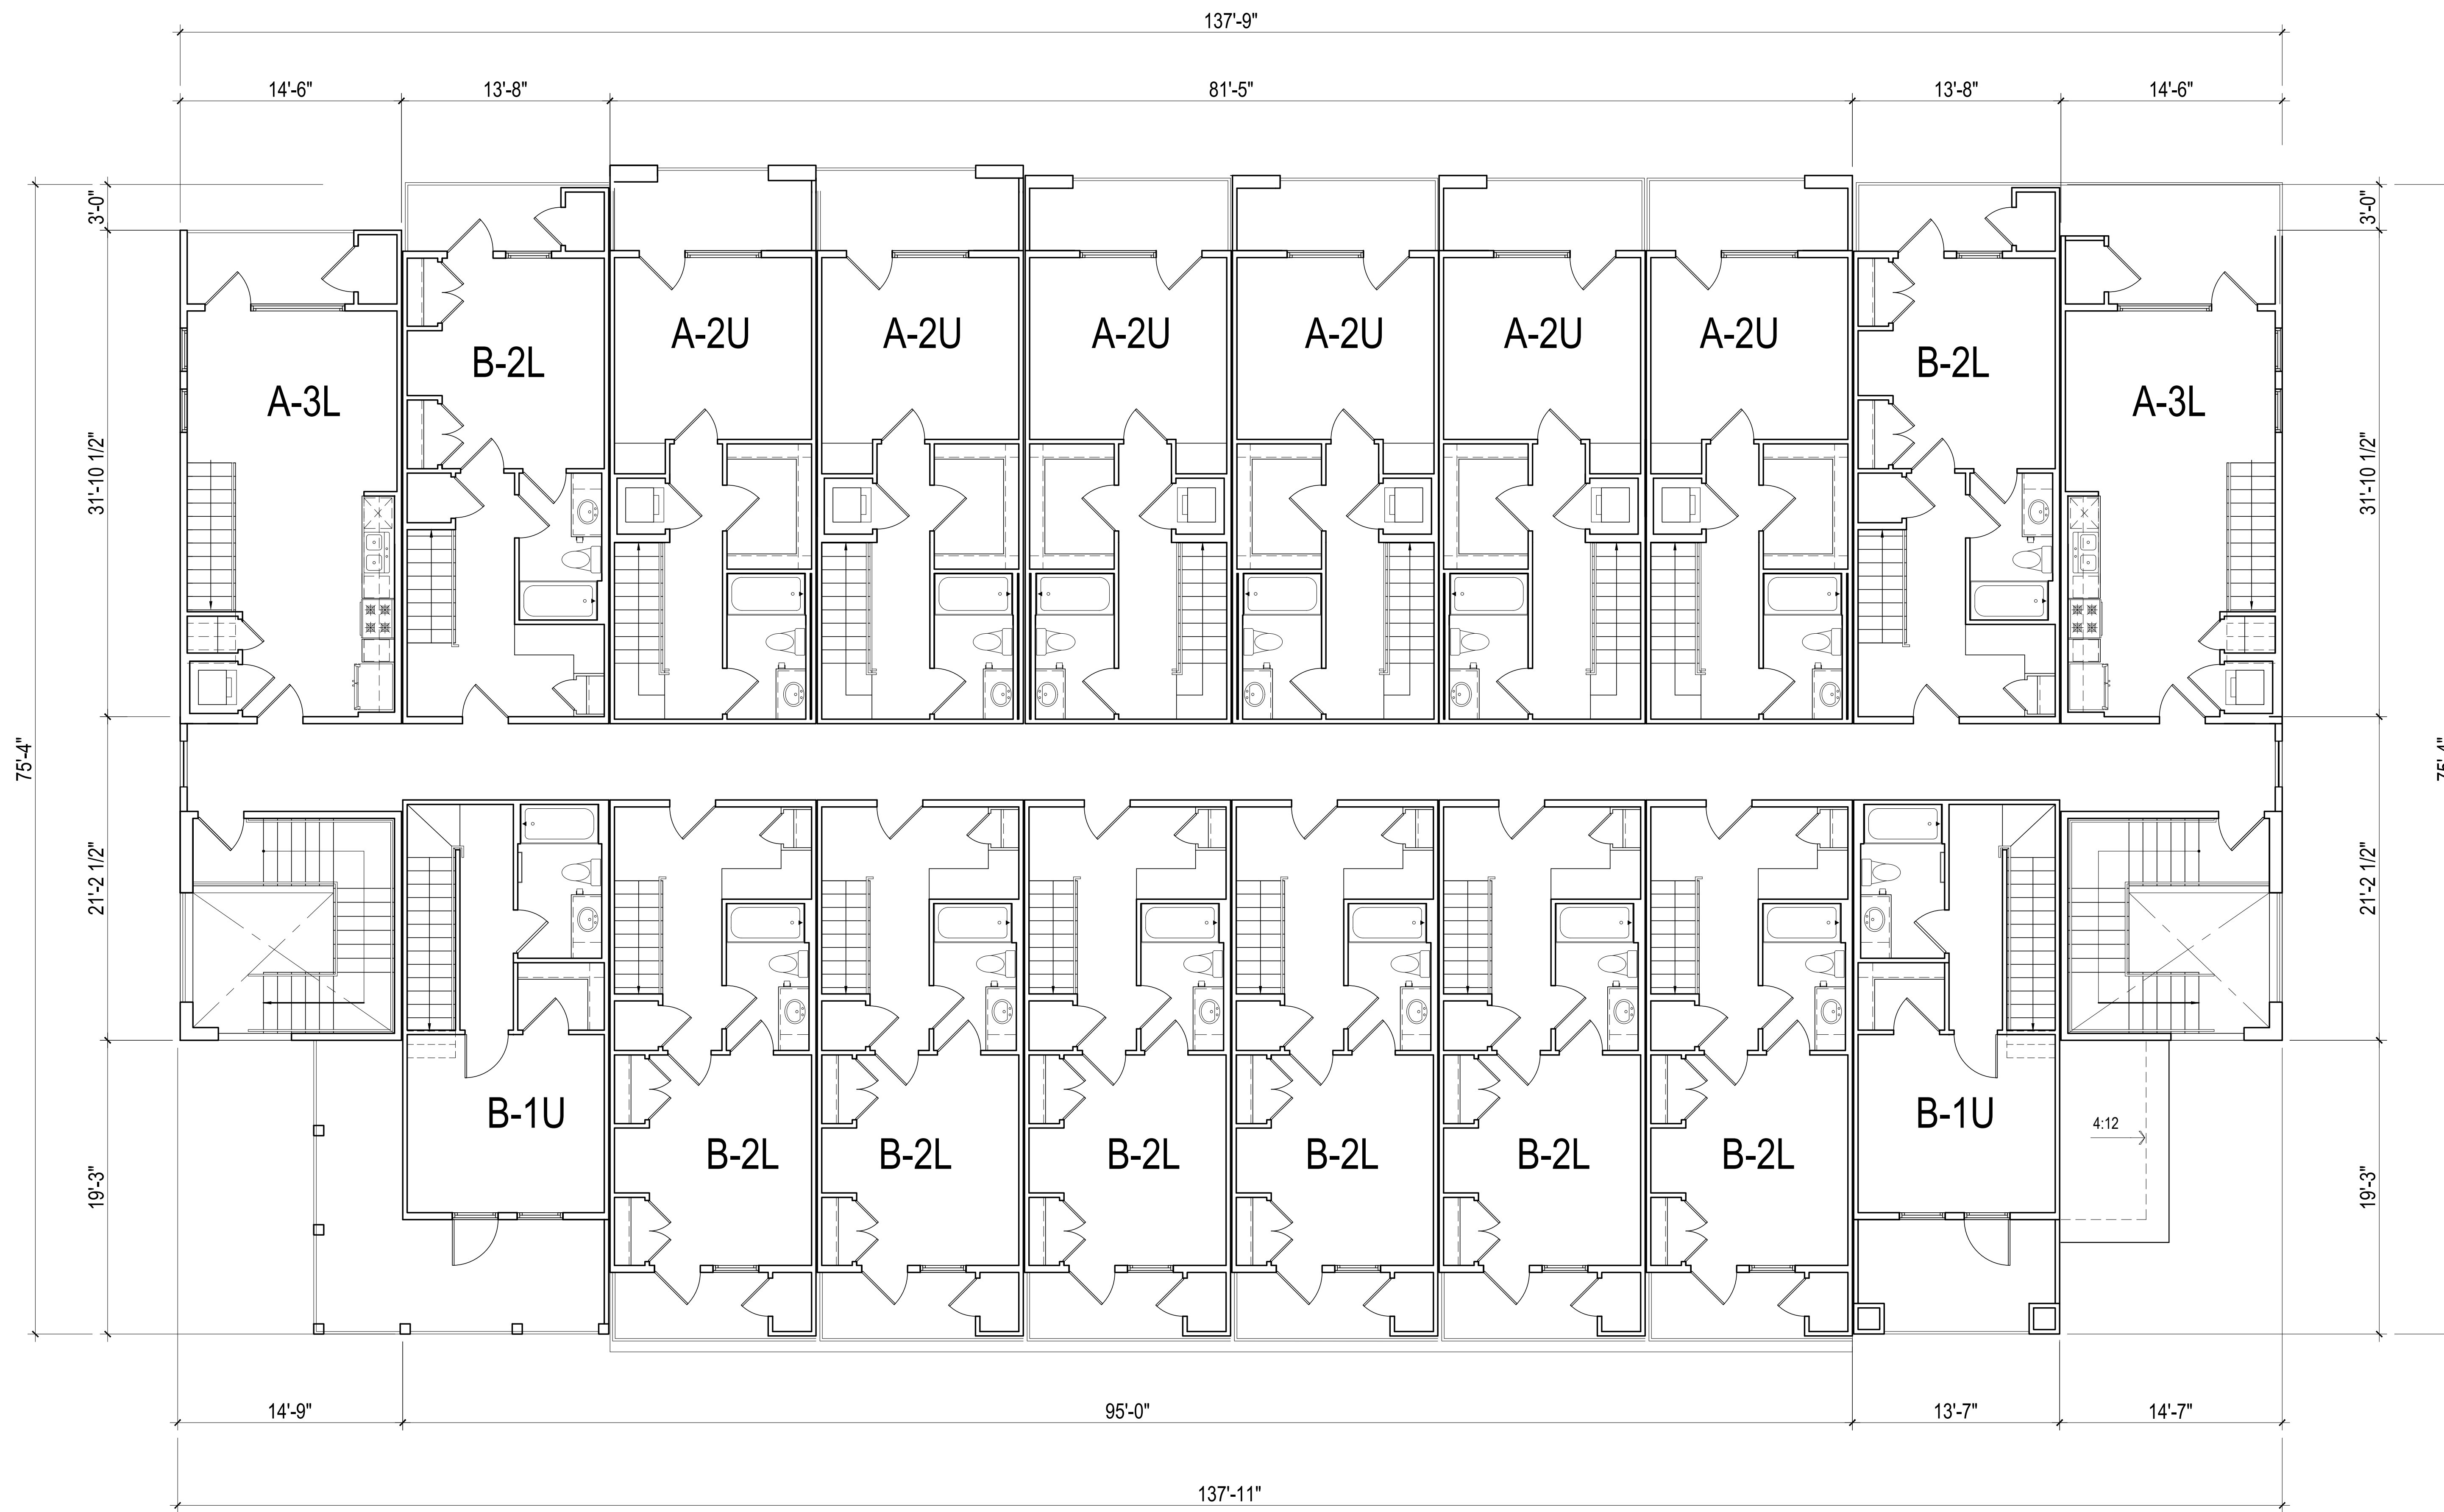 137'-9"
14'-6" 13'-8" 81'-5" 13'-8" 14'-6"
3'-0" 3'-0"
A-2U A-2U A-2U A-2U A-2U A-2U
B-2L B-2L
A-3L A-3L
31'-10 1/2" 31'-10 1/2"
75'-4" 75'-4"
21'-2 1/2" 21'-2 1/2"
B-1U B-1U
4:12
B-2L B-2L B-2L B-2L B-2L B-2L
19'-3" 19'-3"
14'-9" 95'-0" 13'-7" 14'-7"
137'-11"